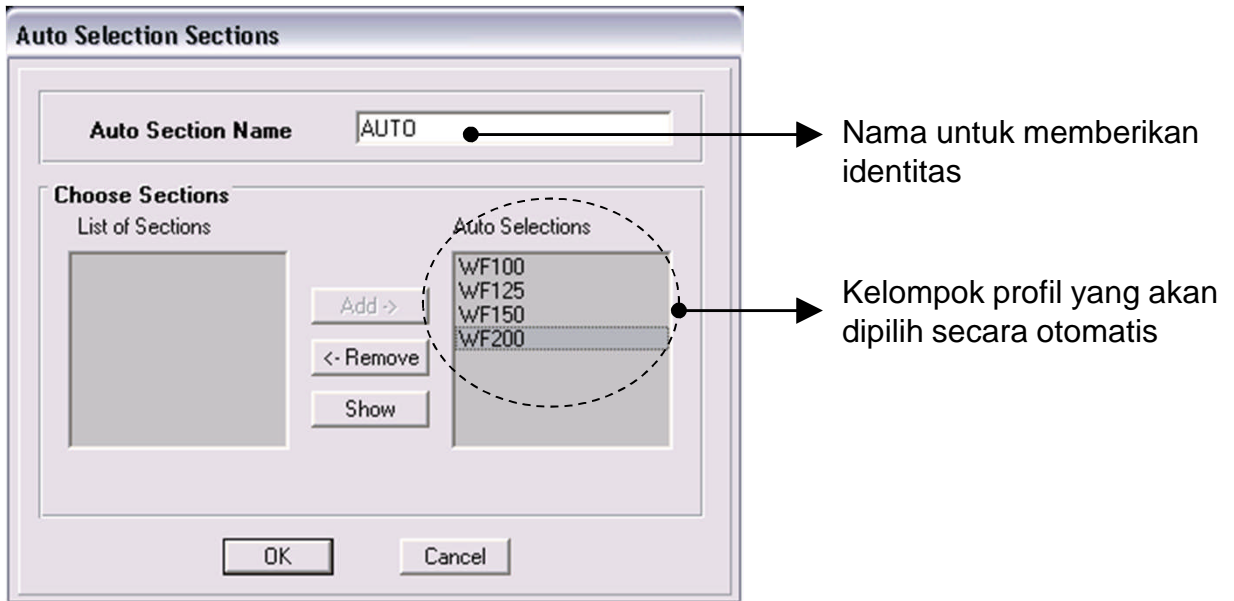 Auto Selection Sections
Auto Section Name AUTO
Nama untuk memberikan
identitas
Choose Sections
List of Sections Auto Selections
WF100
WF125
WF150
WF200
Add ->
<- Remove
Show
Kelompok profil yang akan
dipilih secara otomatis
OK Cancel